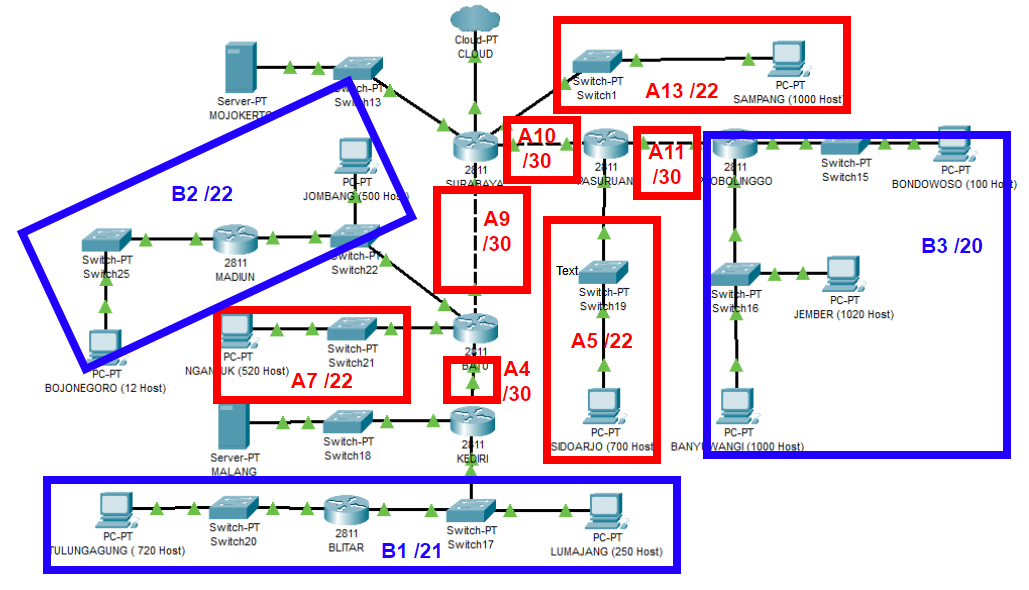 Cloud-PT
CLOUD
Switch-PT
Switch1
PC-PT
SAMPANG (1000 Host)
A13 /22
Server-PT
MOJOKERTO
Switch-PT
Switch13
2811
SURABAYA
A10
/30
2811
PASURUAN
A11
/30
PROBOLINGGO
Switch-PT
Switch15
PC-PT
BONDOWOSO (100 Host)
B2 /22
PC-PT
JOMBANG (500 Host)
A9
/30
Switch-PT
Switch25
2811
MADIUN
Switch-PT
Switch22
Text
Switch-PT
Switch19
B3 /20
Switch-PT
Switch16
PC-PT
JEMBER (1020 Host)
PC-PT
BOJONEGORO (12 Host)
PC-PT
NGANJUK (520 Host)
Switch-PT
Switch21
A7 /22
2811
BATU
A5 /22
A4
/30
PC-PT
SIDOARJO (700 Host)
PC-PT
BANYUWANGI (1000 Host)
Server-PT
MALANG
Switch-PT
Switch18
2811
KEDIRI
PC-PT
TULUNGAGUNG ( 720 Host)
Switch-PT
Switch20
2811
BLITAR
B1 /21
Switch-PT
Switch17
PC-PT
LUMAJANG (250 Host)